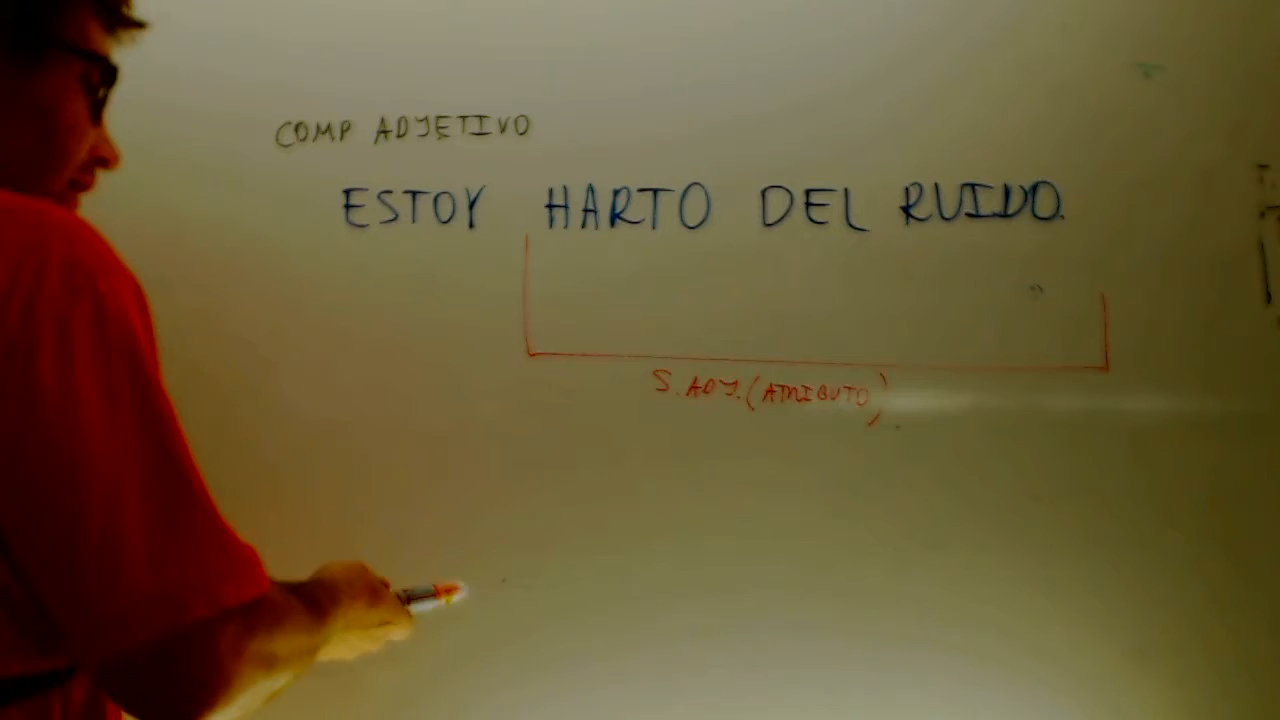 COMP ADJETIVO
ESTOY HARTO DEL RUIDO.
S. ADJ. (ATRIBUTO)